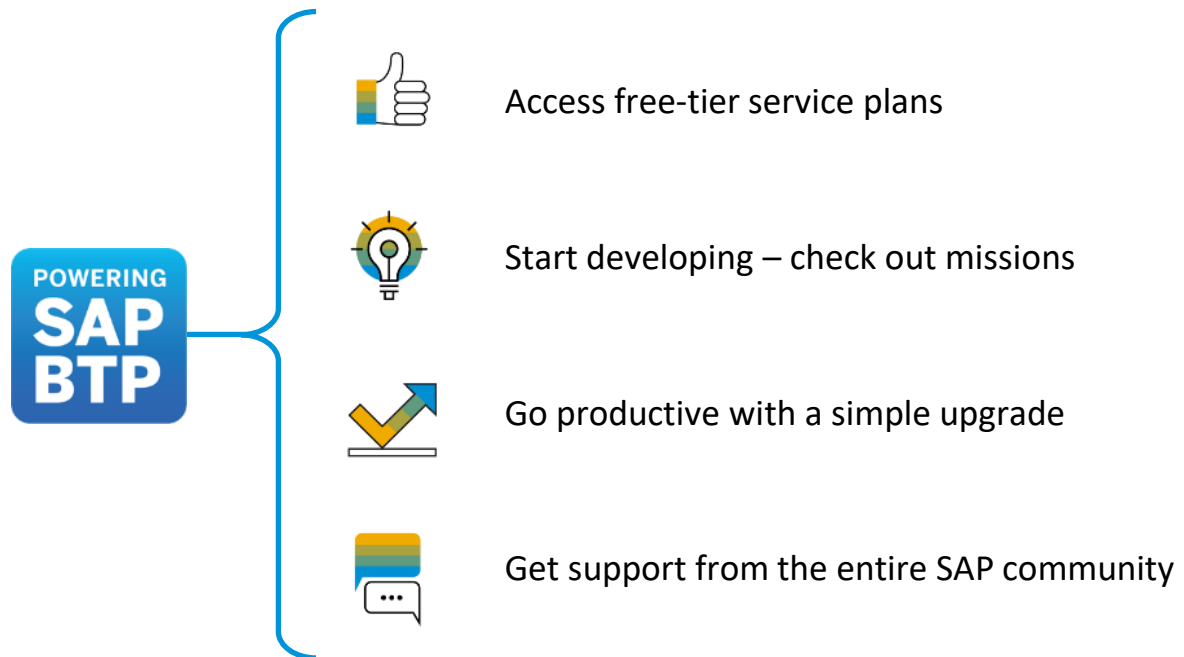 POWERING
SAP
BTP
Access free-tier service plans
Start developing – check out missions
Go productive with a simple upgrade
Get support from the entire SAP community